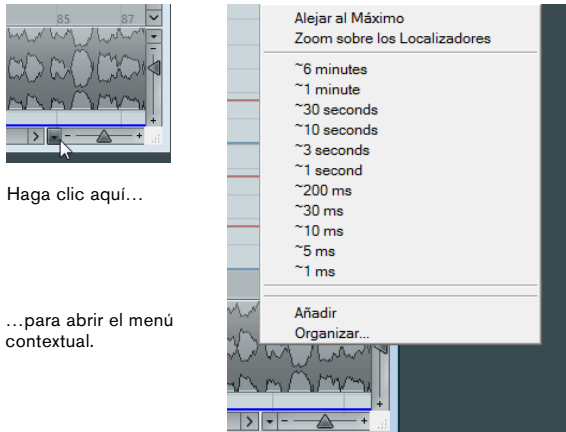 85 87
Haga clic aquí…
…para abrir el menú
contextual.
Alejar al Máximo
Zoom sobre los Localizadores
~6 minutes
~1 minute
~30 seconds
~10 seconds
~3 seconds
~1 second
~200 ms
~30 ms
~10 ms
~5 ms
~1 ms
Añadir
Organizar...